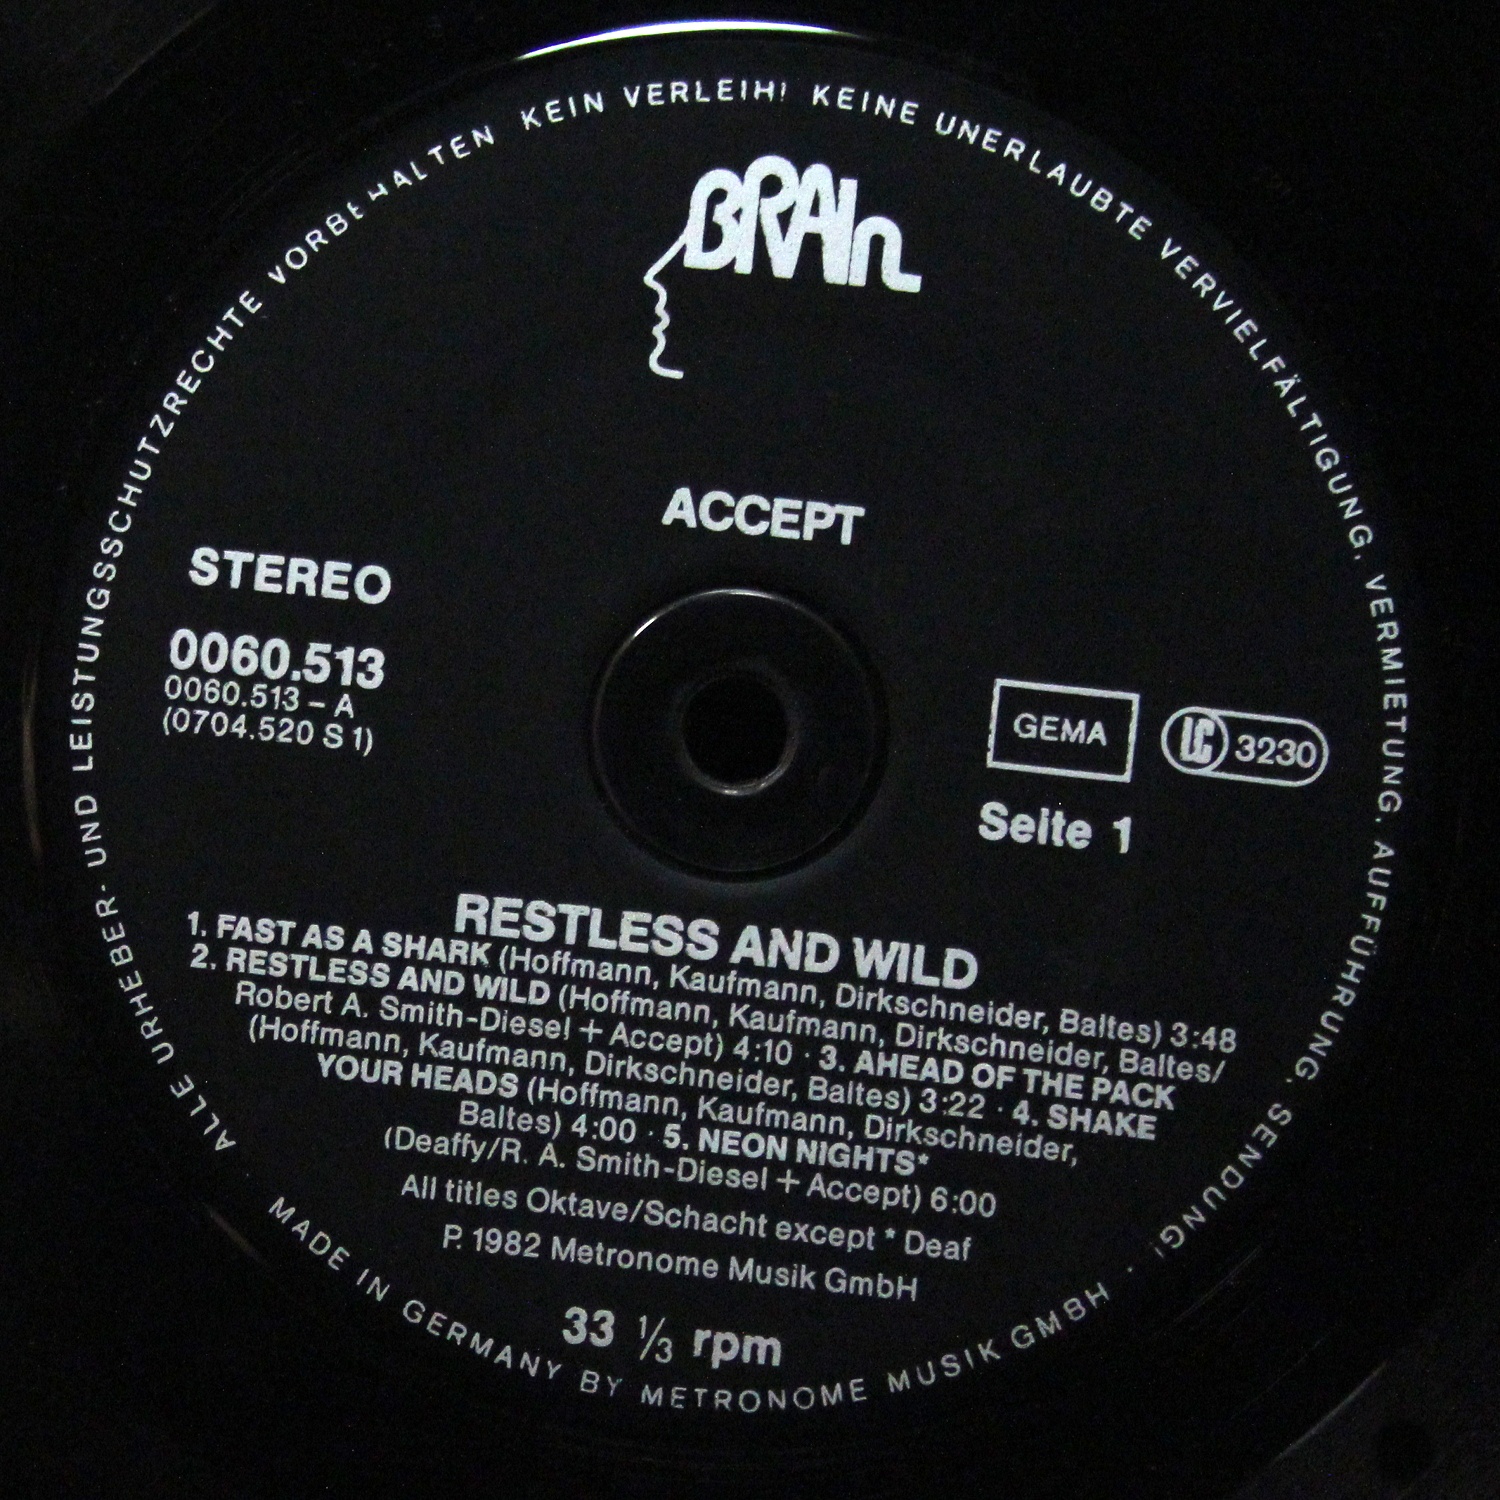 ALLE URHEBER- UND LEISTUNGSSCHUTZRECHTE VORBEHALTEN KEIN VERLEIH! KEINE UNERLAUBTE VERVIELFÄLTIGUNG, VERMIETUNG, AUFFÜHRUNG, SENDUNG!
BRAIn
ACCEPT
STEREO
0060.513
0060.513 – A
(0704.520 S 1)
GEMA LC 3230
Seite 1
RESTLESS AND WILD
1. FAST AS A SHARK (Hoffmann, Kaufmann, Dirkschneider, Baltes) 3:48
2. RESTLESS AND WILD (Hoffmann, Kaufmann, Dirkschneider, Baltes/
Robert A. Smith-Diesel + Accept) 4:10 · 3. AHEAD OF THE PACK
(Hoffmann, Kaufmann, Dirkschneider, Baltes) 3:22 · 4. SHAKE
YOUR HEADS (Hoffmann, Kaufmann, Dirkschneider,
Baltes) 4:00 · 5. NEON NIGHTS*
(Deaffy/R. A. Smith-Diesel + Accept) 6:00
All titles Oktave/Schacht except * Deaf
P. 1982 Metronome Musik GmbH
33 1/3 rpm
MADE IN GERMANY BY METRONOME MUSIK GMBH ·